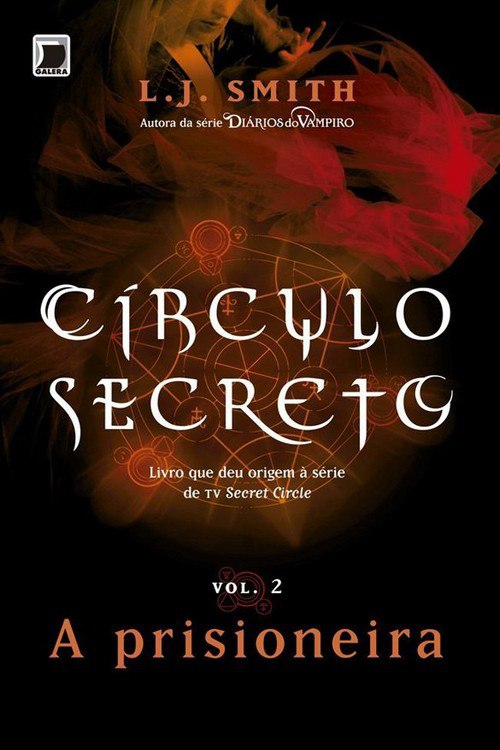 GALERA
L.J. SMITH
Autora da série DIÁRIOS do VAMPIRO
CÍRCULO
SECRETO
Livro que deu origem à série
de TV Secret Circle
VOL. 2
A prisioneira